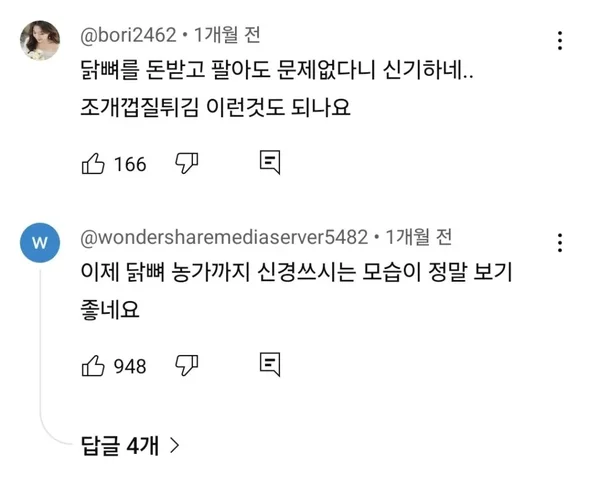 @bori2462 • 1개월 전
닭뼈를 돈받고 팔아도 문제없다니 신기하네..
조개껍질튀김 이런것도 되나요
166
W
@wondersharemediaserver5482 • 1개월 전
이제 닭뼈 농가까지 신경쓰시는 모습이 정말 보기
좋네요
948
답글 4개